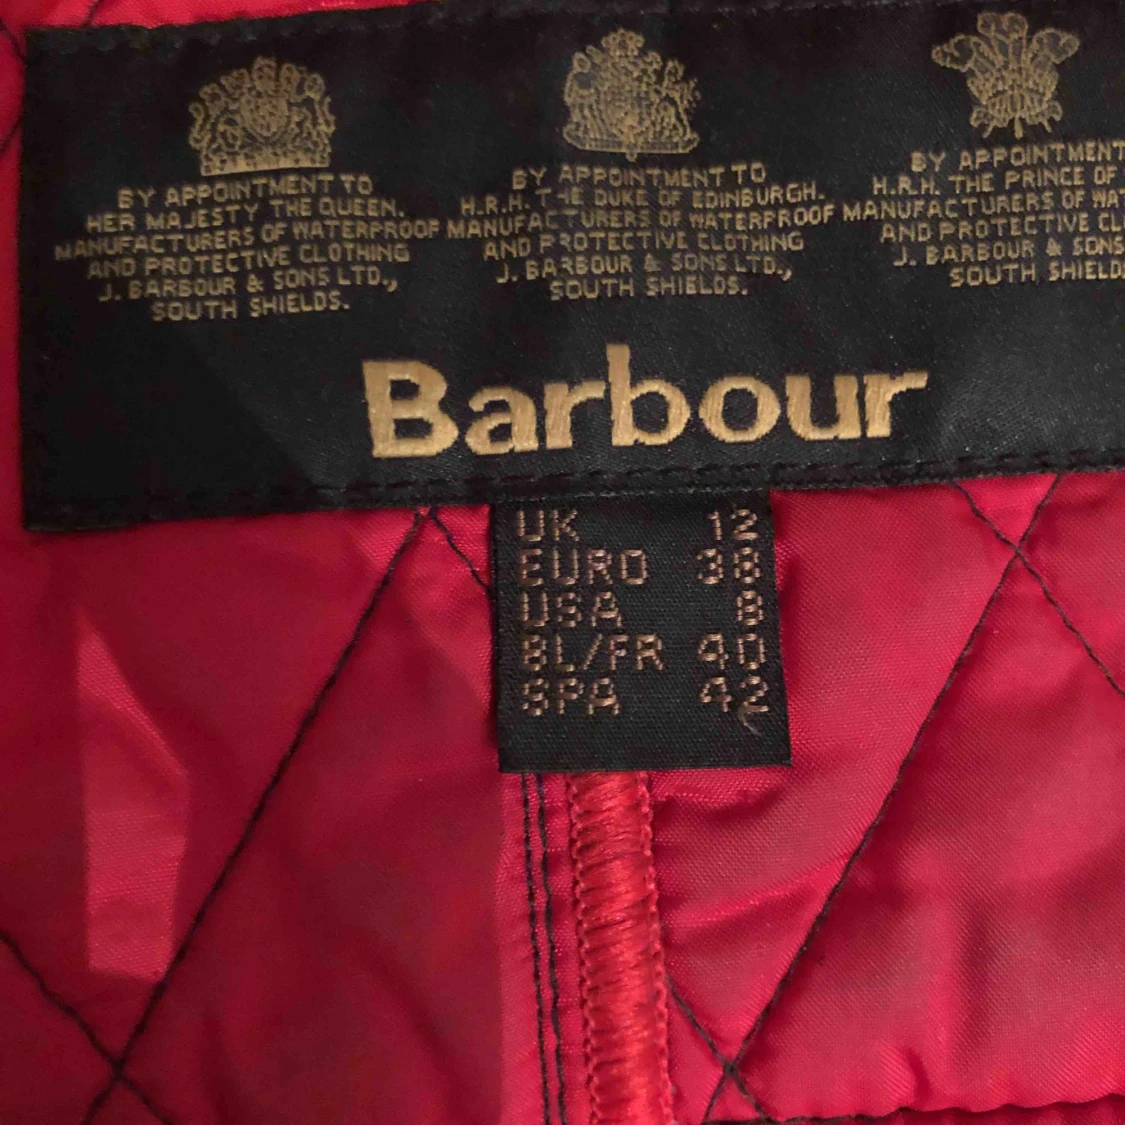 BY APPOINTMENT TO
HER MAJESTY THE QUEEN.
MANUFACTURERS OF WATERPROOF
AND PROTECTIVE CLOTHING
J. BARBOUR & SONS LTD.,
SOUTH SHIELDS.
BY APPOINTMENT TO
H.R.H. THE DUKE OF EDINBURGH.
MANUFACTURERS OF WATERPROOF
AND PROTECTIVE CLOTHING
J. BARBOUR & SONS LTD.,
SOUTH SHIELDS.
BY APPOINTMENT
H.R.H. THE PRINCE OF
MANUFACTURERS OF WAT
AND PROTECTIVE CL
J. BARBOUR & SONS
SOUTH SHIELD
Barbour
UK 12
EURO 38
USA 8
BL/FR 40
SPA 42